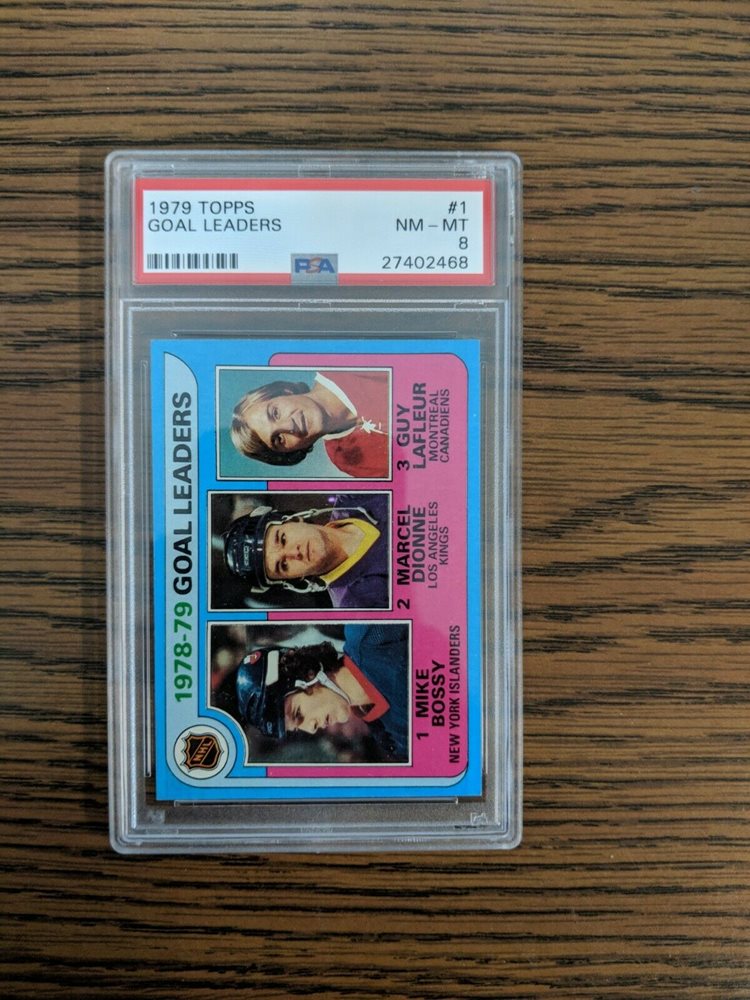 1979 TOPPS #1
GOAL LEADERS NM – MT
8
PSA 27402468
1978-79 GOAL LEADERS
NHL
1 MIKE
BOSSY
NEW YORK ISLANDERS
2 MARCEL
DIONNE
LOS ANGELES
KINGS
3 GUY
LAFLEUR
MONTREAL
CANADIENS